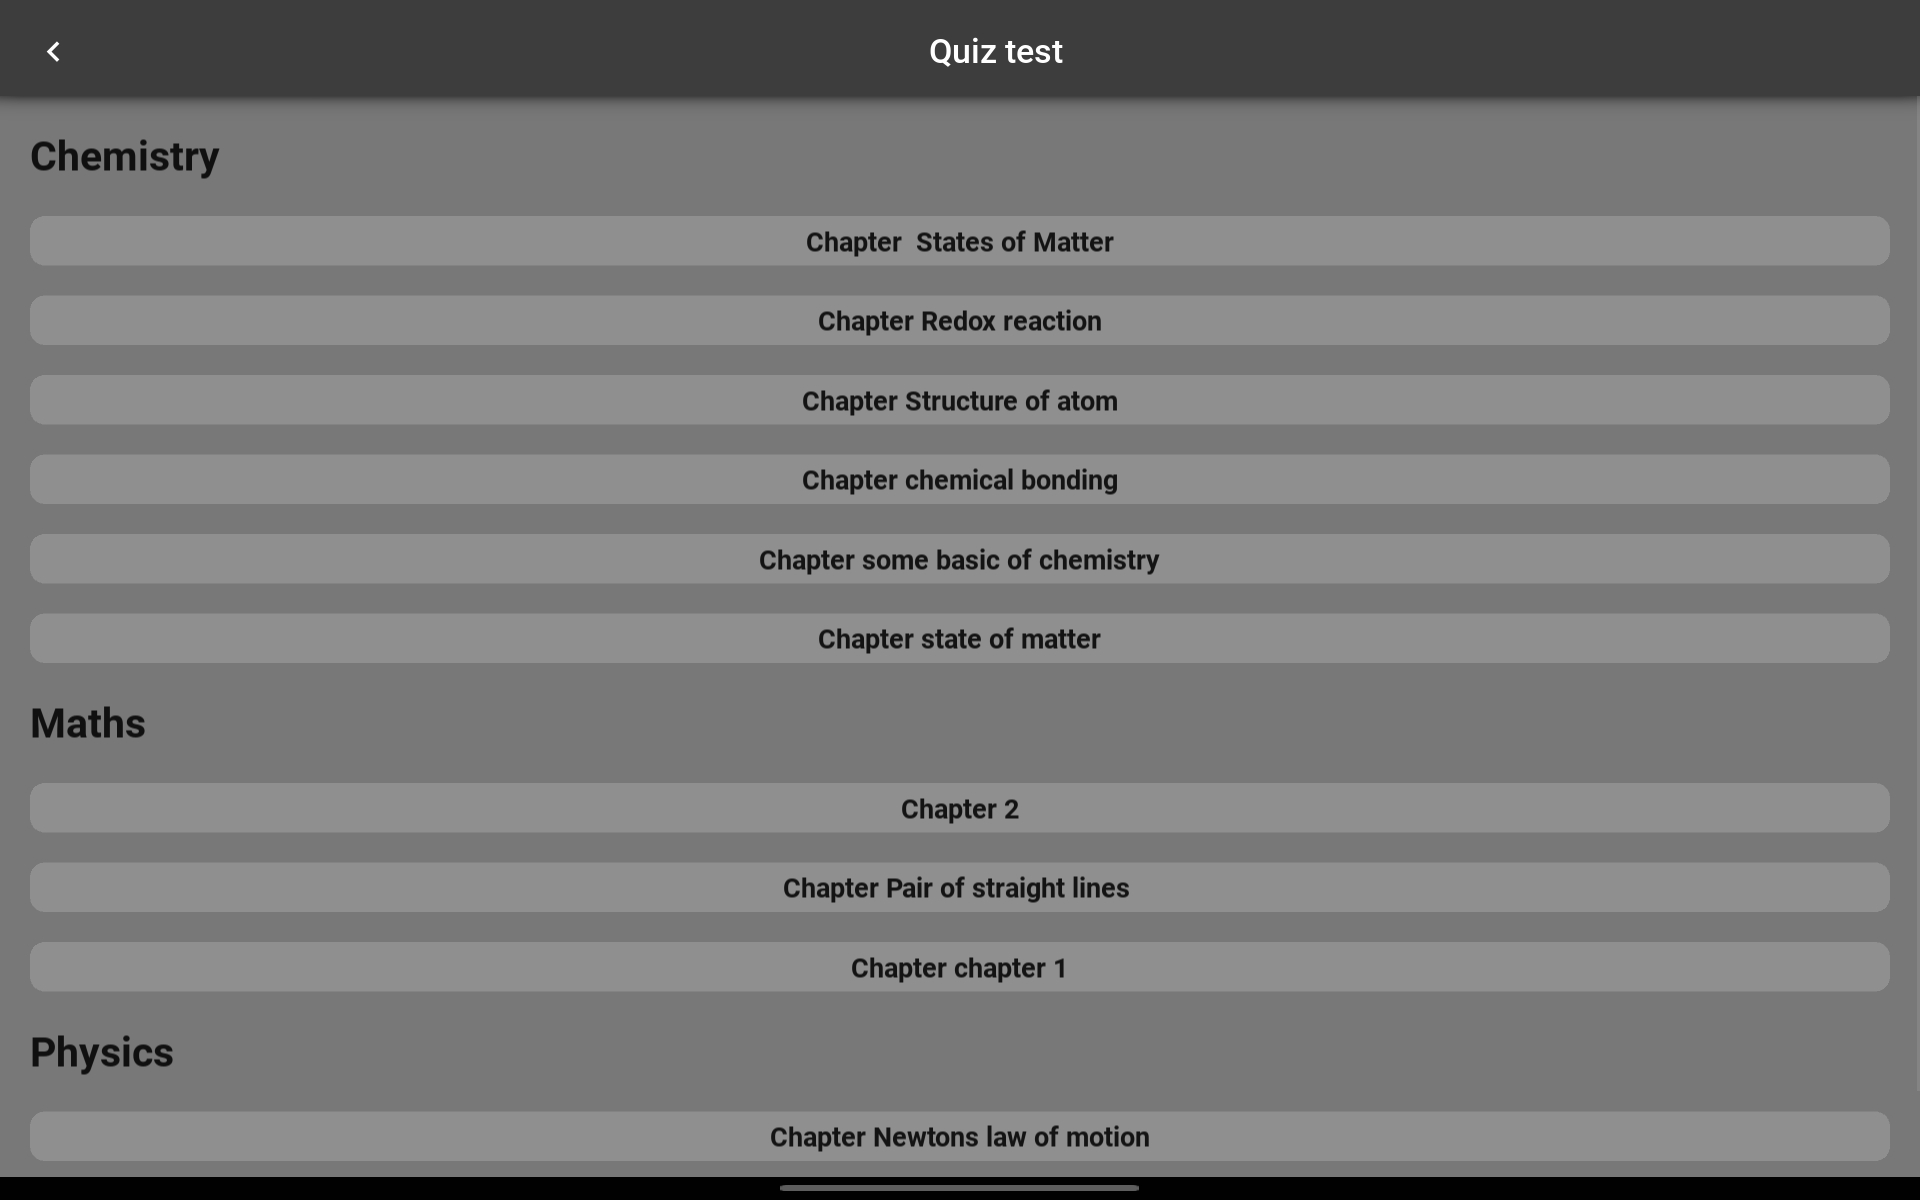 Quiz test
Chemistry
Chapter  States of Matter
Chapter Redox reaction
Chapter Structure of atom
Chapter chemical bonding
Chapter some basic of chemistry
Chapter state of matter
Maths
Chapter 2
Chapter Pair of straight lines
Chapter chapter 1
Physics
Chapter Newtons law of motion